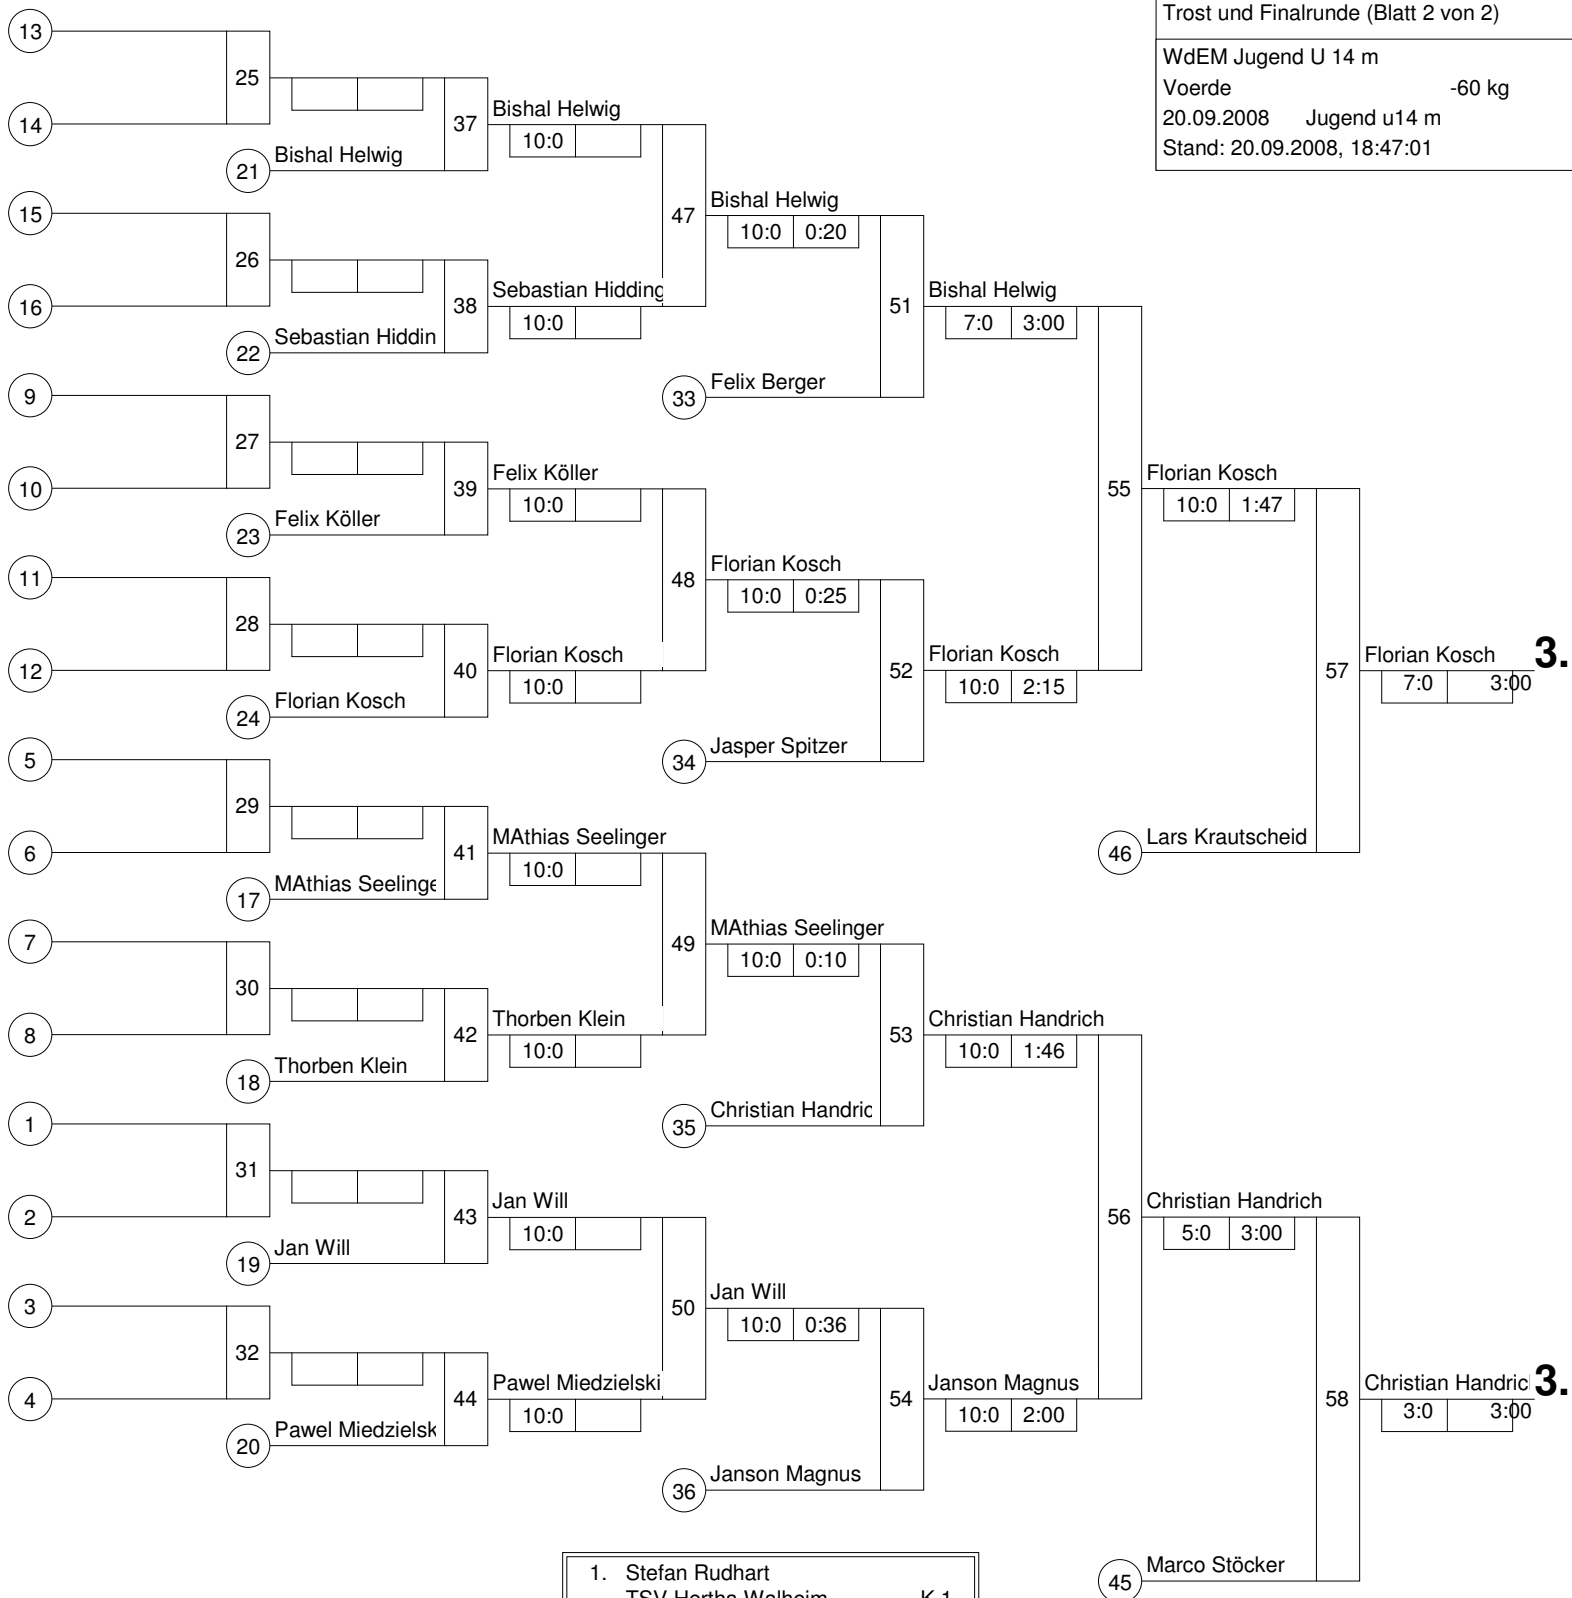 Trost und Finalrunde (Blatt 2 von 2)
WdEM Jugend U 14 m
Voerde -60 kg
20.09.2008 Jugend u14 m
Stand: 20.09.2008, 18:47:01
13
25
14
37
Bishal Helwig
10:0
21
Bishal Helwig
15
47
Bishal Helwig
10:0 0:20
26
16
38
Sebastian Hidding
10:0
22
Sebastian Hiddin
51
Bishal Helwig
7:0 3:00
33
Felix Berger
9
27
10
39
Felix Köller
10:0
23
Felix Köller
55
Florian Kosch
10:0 1:47
11
48
Florian Kosch
10:0 0:25
28
12
40
Florian Kosch
10:0
24
Florian Kosch
52
Florian Kosch
10:0 2:15
34
Jasper Spitzer
57
Florian Kosch
7:0 3:00
3.
5
29
6
41
MAthias Seelinger
10:0
17
MAthias Seelinge
46
Lars Krautscheid
7
49
MAthias Seelinger
10:0 0:10
30
8
42
Thorben Klein
10:0
18
Thorben Klein
53
Christian Handrich
10:0 1:46
35
Christian Handric
1
31
2
43
Jan Will
10:0
19
Jan Will
56
Christian Handrich
5:0 3:00
3
50
Jan Will
10:0 0:36
32
4
44
Pawel Miedzielski
10:0
20
Pawel Miedzielsk
54
Janson Magnus
10:0 2:00
36
Janson Magnus
58
Christian Handric
3:0 3:00
3.
45
Marco Stöcker
1. Stefan Rudhart
TSV Hertha Walheim K 1